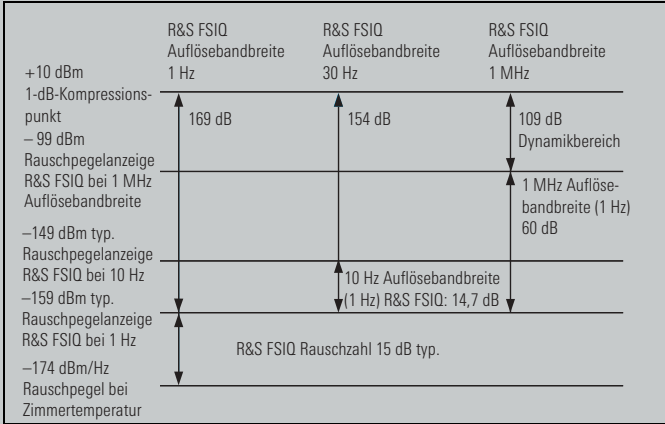 R&S FSIQ
Auflösebandbreite
1 Hz
R&S FSIQ
Auflösebandbreite
30 Hz
R&S FSIQ
Auflösebandbreite
1 MHz
+10 dBm
1-dB-Kompressions-
punkt
– 99 dBm
Rauschpegelanzeige
R&S FSIQ bei 1 MHz
Auflösebandbreite
–149 dBm typ.
Rauschpegelanzeige
R&S FSIQ bei 10 Hz
–159 dBm typ.
Rauschpegelanzeige
R&S FSIQ bei 1 Hz
–174 dBm/Hz
Rauschpegel bei
Zimmertemperatur
169 dB
154 dB
109 dB
Dynamikbereich
1 MHz Auflöse-
bandbreite (1 Hz)
60 dB
10 Hz Auflösebandbreite
(1 Hz) R&S FSIQ: 14,7 dB
R&S FSIQ Rauschzahl 15 dB typ.